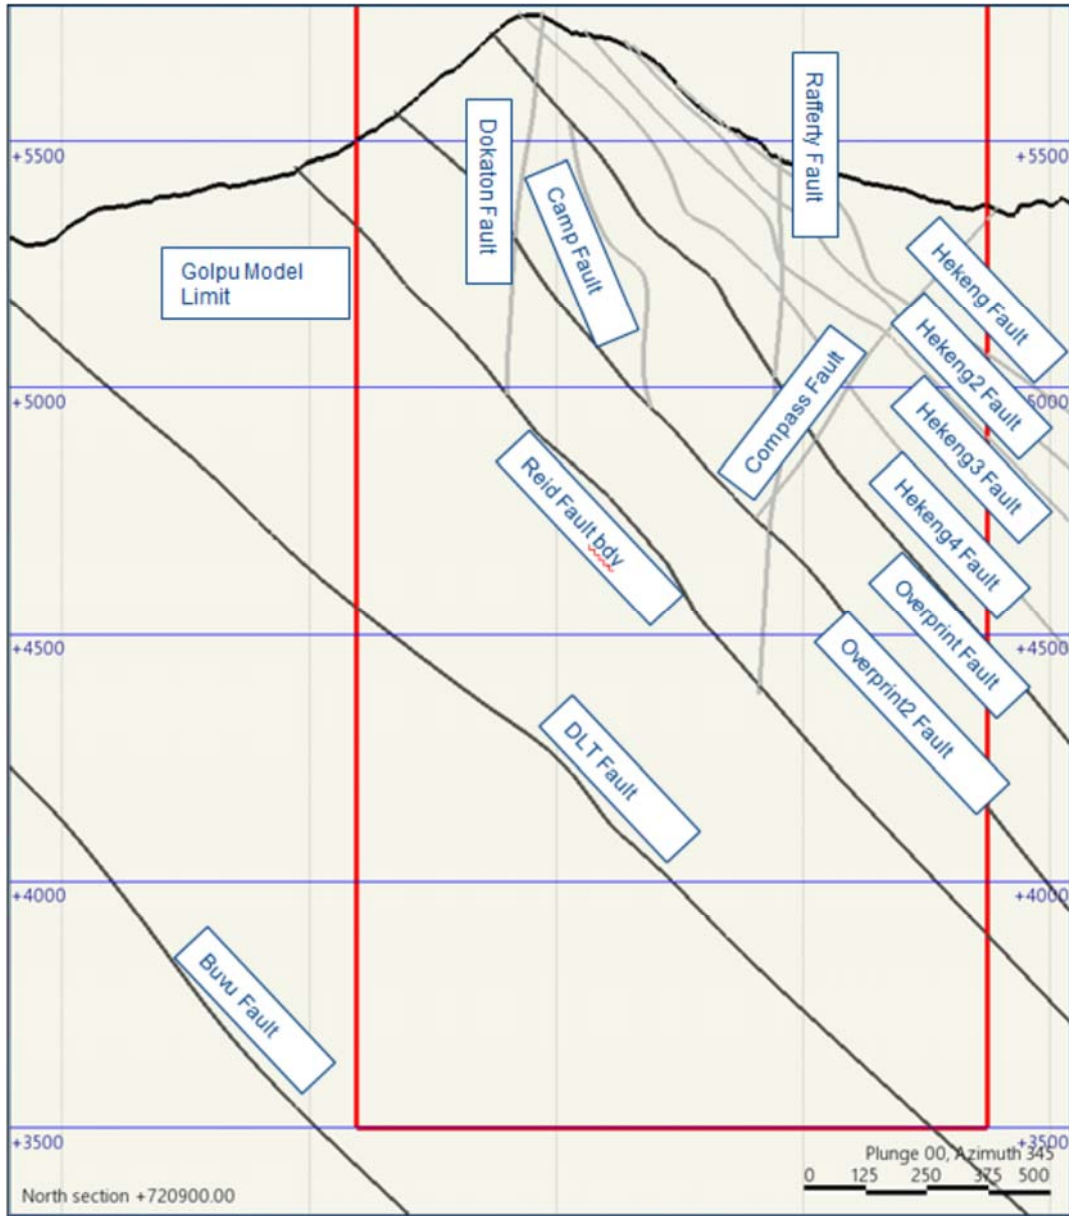 +5500
+5500
Dokaton Fault
Camp Fault
Rafferty Fault
Golpu Model
Limit
Hekeng Fault
Hekeng2 Fault
Hekeng3 Fault
Hekeng4 Fault
Compass Fault
+5000
5000
Reid Fault bdv
Overprint Fault
Overprint2 Fault
+4500
+4500
DLT Fault
+4000
+4000
Buvu Fault
+3500
+3500
Plunge 00, Azimuth 345
0 125 250 375 500
North section +720900.00